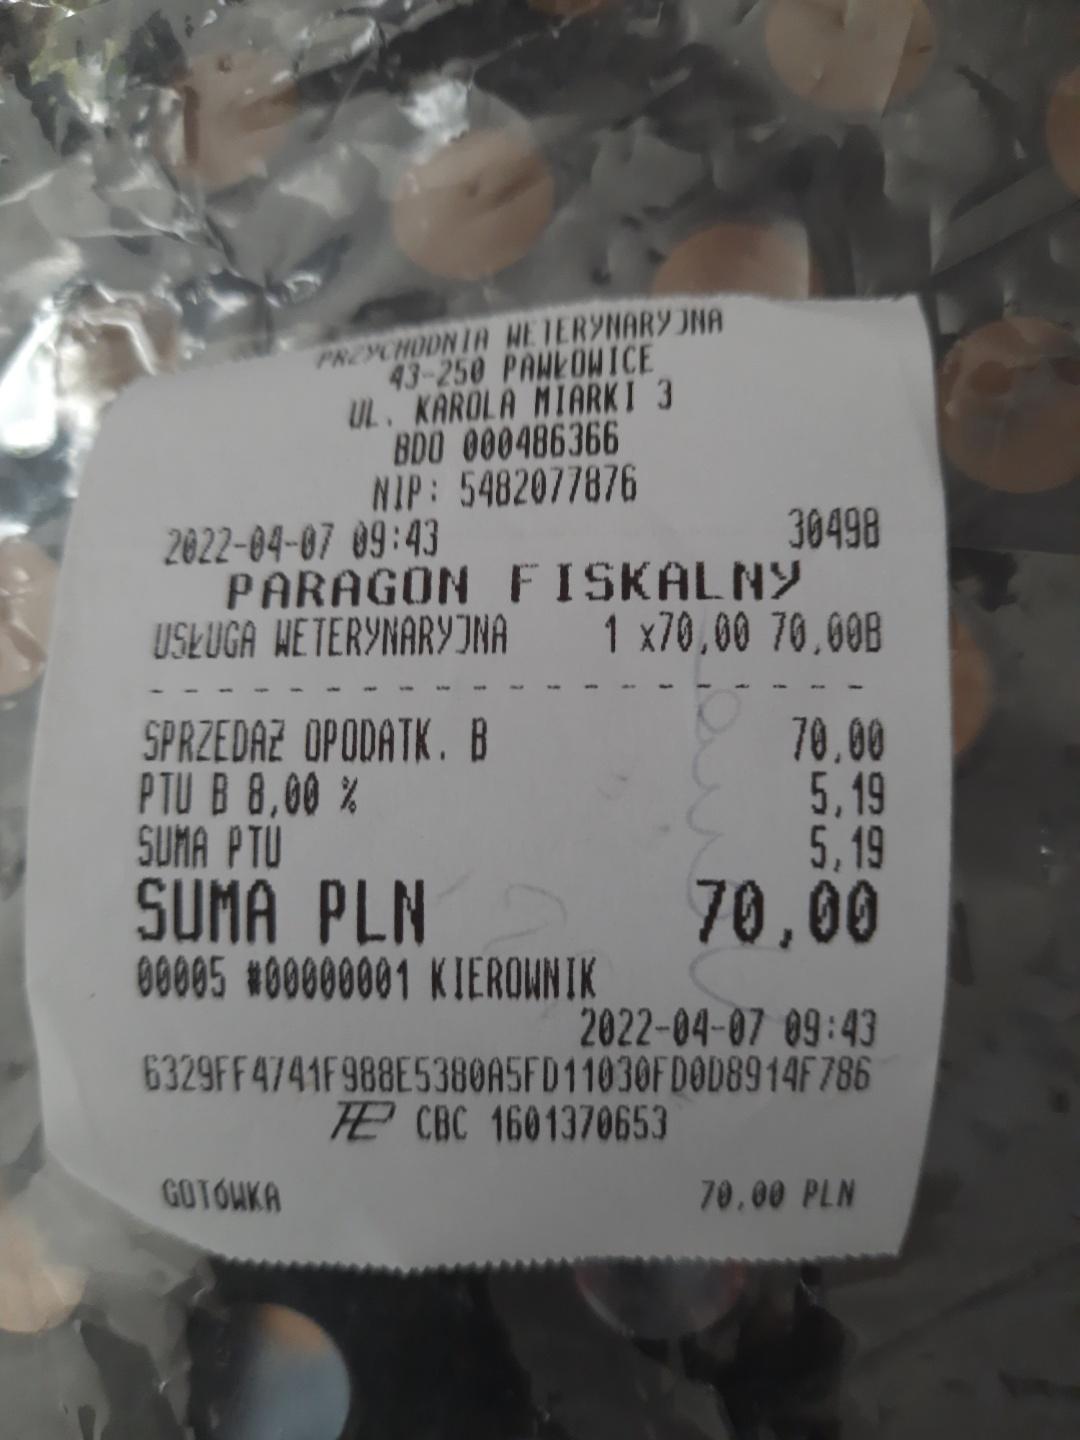 PRZYCHODNIA WETERYNARYJNA
43-250 PAWŁOWICE
UL. KAROLA MIARKI 3
BDO 000486366
NIP: 5482077876
2022-04-07 09:43 30498
PARAGON FISKALNY
USŁUGA WETERYNARYJNA 1 x70,00 70,00B
SPRZEDAŻ OPODATK. B 70,00
PTU B 8,00 % 5,19
SUMA PTU 5,19
SUMA PLN 70,00
00005 #00000001 KIEROWNIK
2022-04-07 09:43
6329FF4741F988E5380A5FD11030FD0D8914F786
CBC 1601370653
GOTÓWKA 70,00 PLN